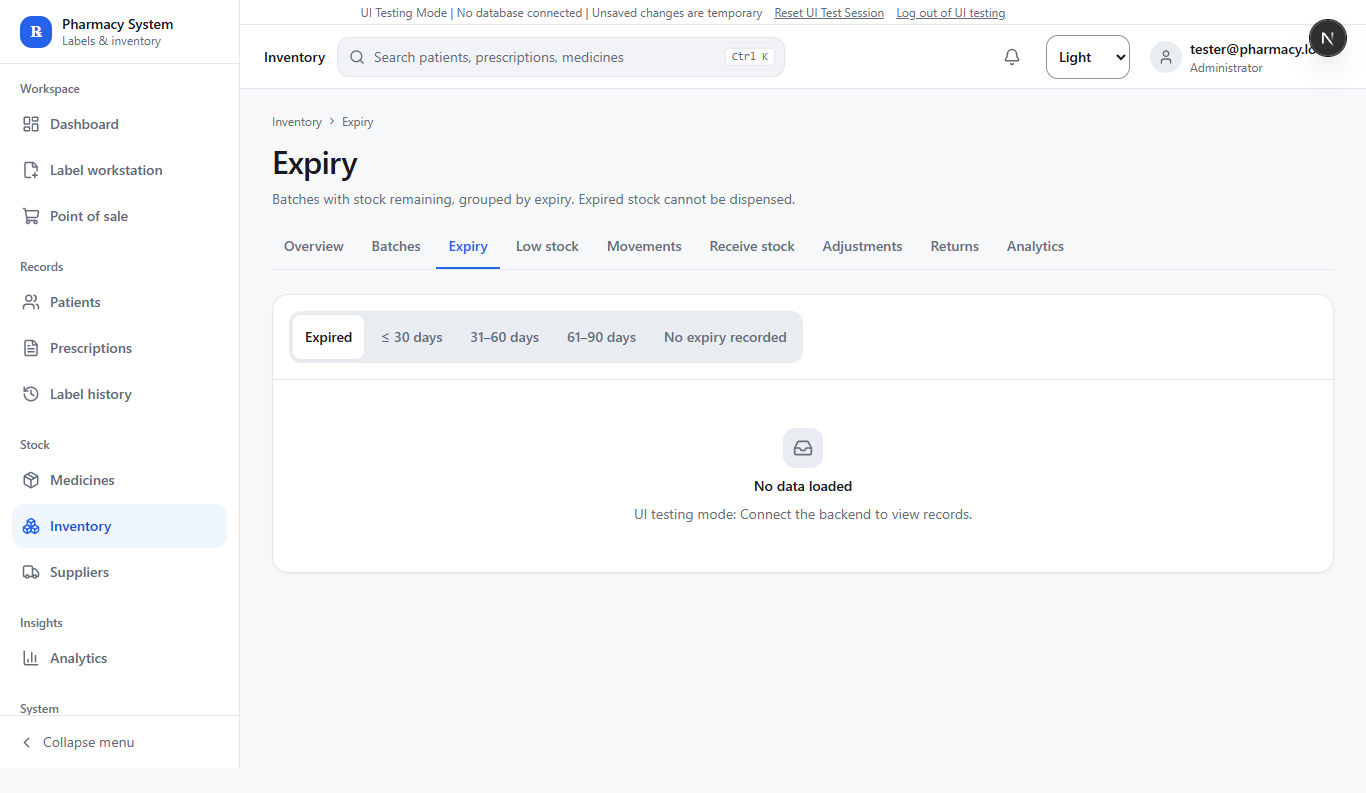 UI Testing Mode | No database connected | Unsaved changes are temporary Reset UI Test Session Log out of UI testing
Pharmacy System
Labels & inventory
Inventory
Search patients, prescriptions, medicines
Ctrl K
Light
tester@pharmacy.lo
Administrator
N
Workspace
Dashboard
Label workstation
Point of sale
Records
Patients
Prescriptions
Label history
Stock
Medicines
Inventory
Suppliers
Insights
Analytics
System
Collapse menu
Inventory > Expiry
Expiry
Batches with stock remaining, grouped by expiry. Expired stock cannot be dispensed.
Overview Batches Expiry Low stock Movements Receive stock Adjustments Returns Analytics
Expired ≤ 30 days 31–60 days 61–90 days No expiry recorded
No data loaded
UI testing mode: Connect the backend to view records.